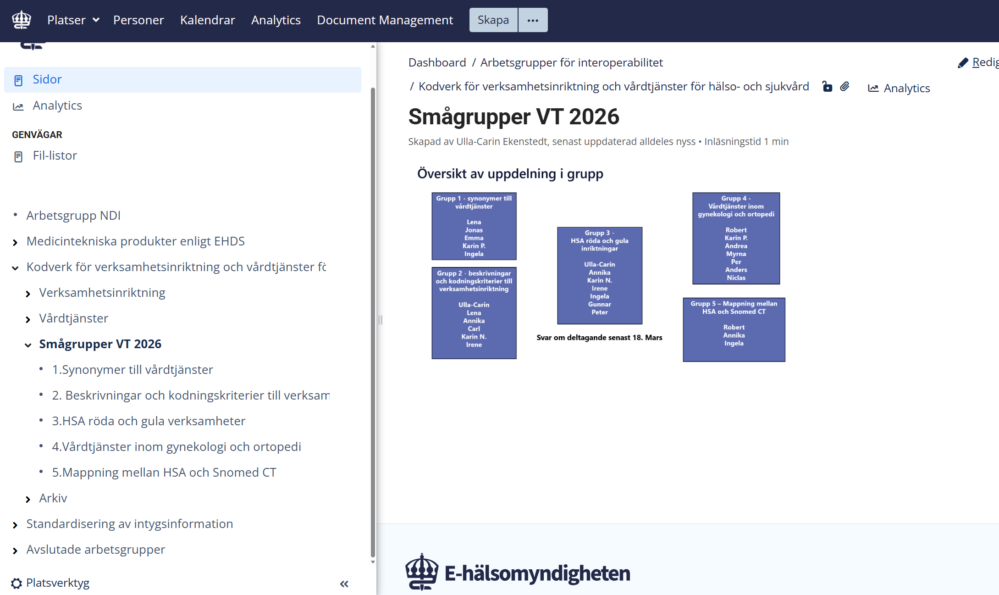 Platser Personer Kalendrar Analytics Document Management Skapa ...
Sidor
Analytics
GENVÄGAR
Fil-listor
• Arbetsgrupp NDI
Medicintekniska produkter enligt EHDS
Kodverk för verksamhetsinriktning och vårdtjänster fö
Verksamhetsinriktning
Vårdtjänster
Smågrupper VT 2026
• 1.Synonymer till vårdtjänster
• 2. Beskrivningar och kodningskriterier till verksam
• 3.HSA röda och gula verksamheter
• 4.Vårdtjänster inom gynekologi och ortopedi
• 5.Mappning mellan HSA och Snomed CT
Arkiv
Standardisering av intygsinformation
Avslutade arbetsgrupper
Platsverktyg
Dashboard / Arbetsgrupper för interoperabilitet
/ Kodverk för verksamhetsinriktning och vårdtjänster för hälso- och sjukvård
Analytics
Redig
Smågrupper VT 2026
Skapad av Ulla-Carin Ekenstedt, senast uppdaterad alldeles nyss • Inläsningstid 1 min
Översikt av uppdelning i grupp
Grupp 1 - synonymer till
vårdtjänster
Lena
Jonas
Emma
Karin P.
Ingela
Grupp 2 - beskrivningar
och kodningskriterier till
verksamhetsinriktning
Ulla-Carin
Lena
Annika
Carl
Karin N.
Irene
Grupp 3 -
HSA röda och gula
inriktningar
Ulla-Carin
Annika
Karin N.
Irene
Ingela
Gunnar
Peter
Svar om deltagande senast 18. Mars
Grupp 4 -
Vårdtjänster inom
gynekologi och ortopedi
Robert
Karin P.
Andrea
Myrna
Per
Anders
Niclas
Grupp 5 – Mappning mellan
HSA och Snomed CT
Robert
Annika
Ingela
E-hälsomyndigheten